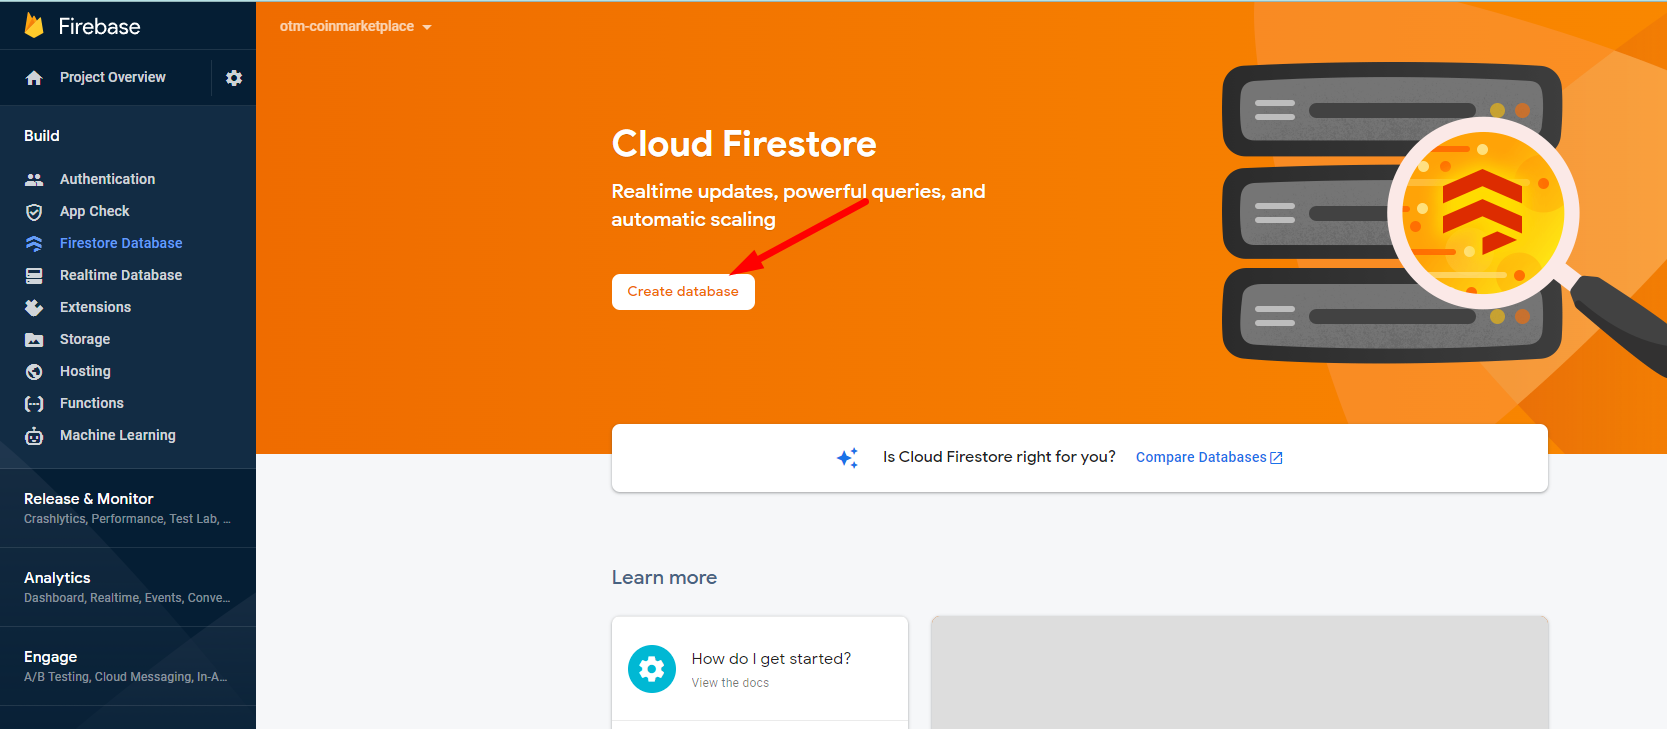 Firebase
Project Overview
Build
Authentication
App Check
Firestore Database
Realtime Database
Extensions
Storage
Hosting
Functions
Machine Learning
Release & Monitor
Crashlytics, Performance, Test Lab, ...
Analytics
Dashboard, Realtime, Events, Conve...
Engage
A/B Testing, Cloud Messaging, In-A...
otm-coinmarketplace
Cloud Firestore
Realtime updates, powerful queries, and
automatic scaling
Create database
Is Cloud Firestore right for you? Compare Databases
Learn more
How do I get started?
View the docs